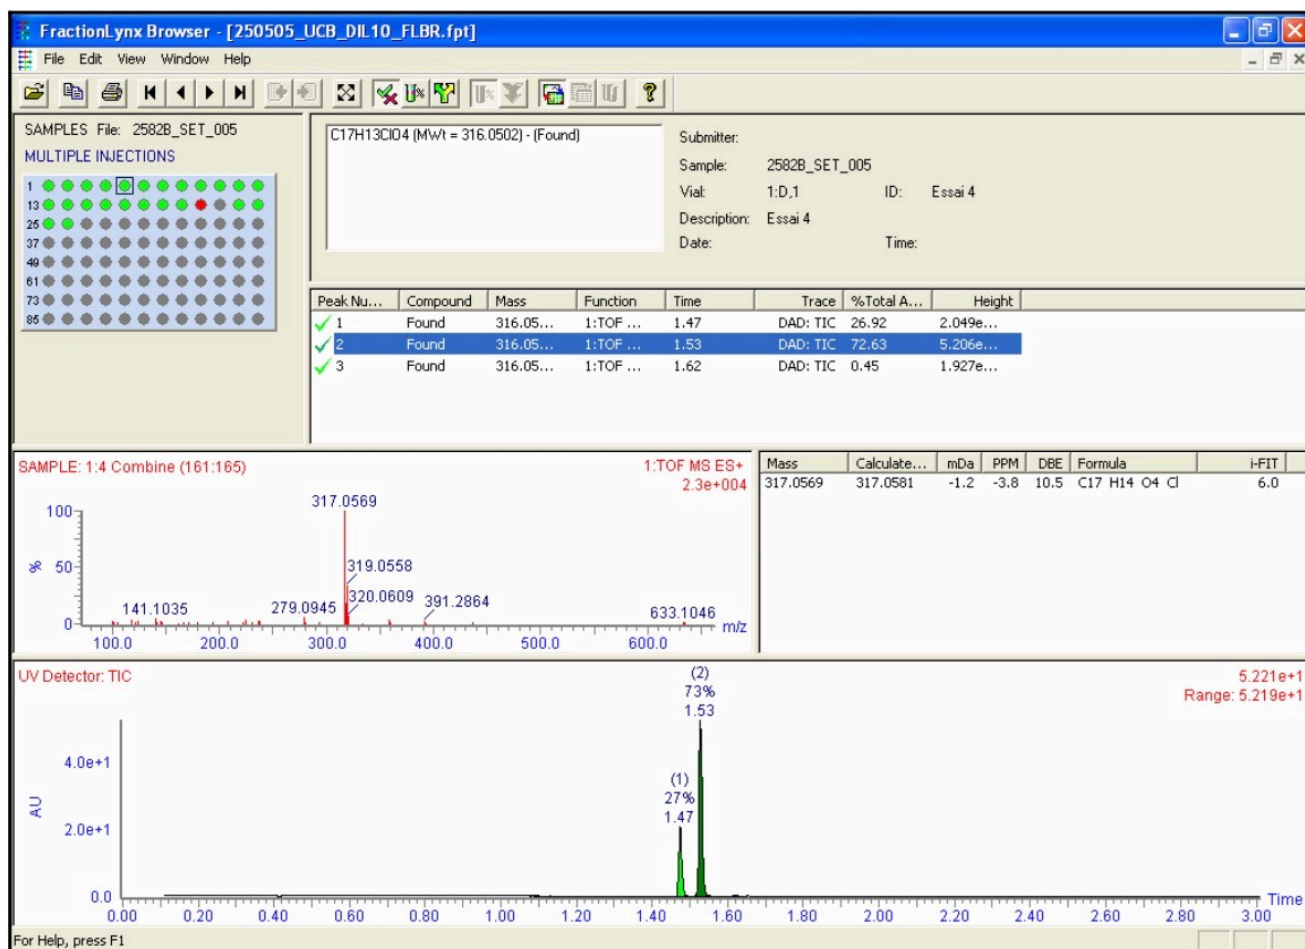 FractionLynx Browser - [250505_UCB_DIL10_FLBR.fpt]
File Edit View Window Help
SAMPLES File: 2582B_SET_005
MULTIPLE INJECTIONS
1
13
25
37
49
61
73
85
C17H13ClO4 (MWt = 316.0502) - (Found)
Submitter:
Sample: 2582B_SET_005
Vial: 1:D,1 ID: Essai 4
Description: Essai 4
Date: Time:
Peak Nu... Compound Mass Function Time Trace %Total A... Height
1 Found 316.05... 1:TOF ... 1.47 DAD: TIC 26.92 2.049e...
2 Found 316.05... 1:TOF ... 1.53 DAD: TIC 72.63 5.206e...
3 Found 316.05... 1:TOF ... 1.62 DAD: TIC 0.45 1.927e...
SAMPLE: 1:4 Combine (161:165) 1:TOF MS ES+
2.3e+004
317.0569
100
%
50
319.0558
320.0609
141.1035 279.0945 391.2864 633.1046
0
m/z
100.0 200.0 300.0 400.0 500.0 600.0
Mass Calculate... mDa PPM DBE Formula i-FIT
317.0569 317.0581 -1.2 -3.8 10.5 C17 H14 O4 Cl 6.0
UV Detector: TIC 5.221e+1
Range: 5.219e+1
(2)
73%
1.53
4.0e+1
(1)
27%
1.47
AU
2.0e+1
0.0
Time
0.00 0.20 0.40 0.60 0.80 1.00 1.20 1.40 1.60 1.80 2.00 2.20 2.40 2.60 2.80 3.00
For Help, press F1